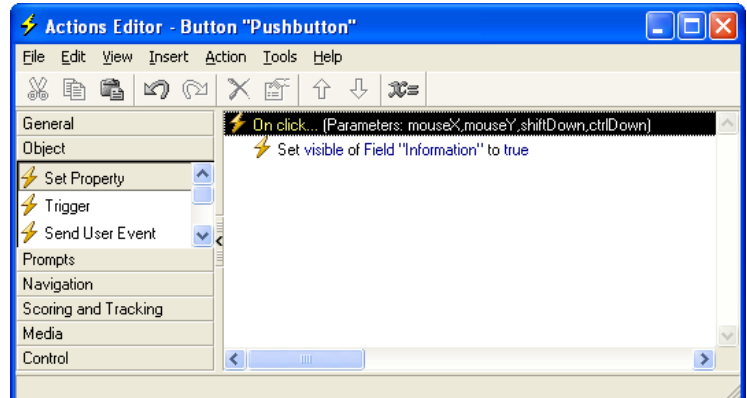 Actions Editor - Button "Pushbutton"
File Edit View Insert Action Tools Help
x=
General
Object
Set Property
Trigger
Send User Event
Prompts
Navigation
Scoring and Tracking
Media
Control
On click... (Parameters: mouseX,mouseY,shiftDown,ctrlDown)
Set visible of Field "Information" to true